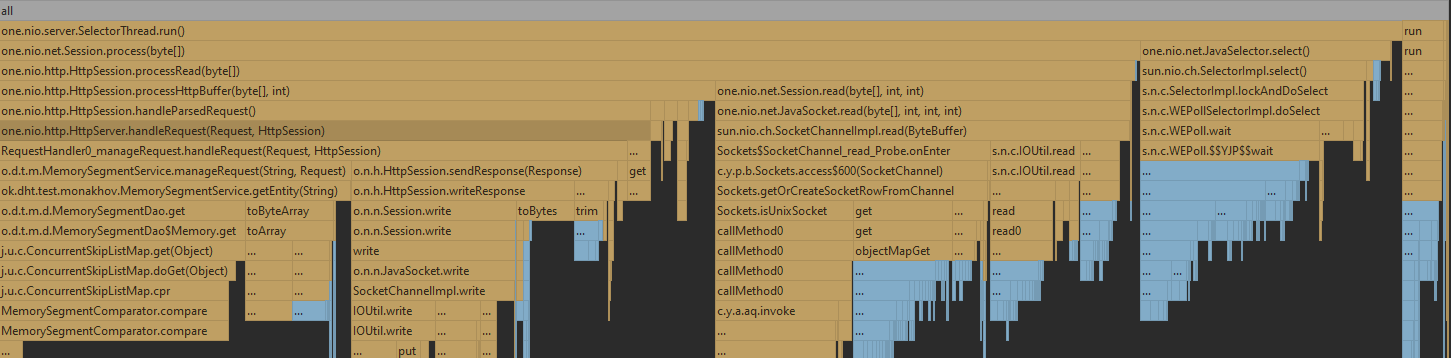 all
one.nio.server.SelectorThread.run() run
one.nio.net.Session.process(byte[]) one.nio.net.JavaSelector.select() run
one.nio.http.HttpSession.processRead(byte[]) sun.nio.ch.SelectorImpl.select() ...
one.nio.http.HttpSession.processHttpBuffer(byte[], int) one.nio.net.Session.read(byte[], int, int) s.n.c.SelectorImpl.lockAndDoSelect ...
one.nio.http.HttpSession.handleParsedRequest() one.nio.net.JavaSocket.read(byte[], int, int, int) s.n.c.WEPollSelectorImpl.doSelect ...
one.nio.http.HttpServer.handleRequest(Request, HttpSession) sun.nio.ch.SocketChannelImpl.read(ByteBuffer) s.n.c.WEPoll.wait ... ...
RequestHandler0_manageRequest.handleRequest(Request, HttpSession) ... Sockets$SocketChannel_read_Probe.onEnter s.n.c.IOUtil.read ... s.n.c.WEPoll.$$YJP$$wait ...
o.d.t.m.MemorySegmentService.manageRequest(String, Request) o.n.h.HttpSession.sendResponse(Response) get c.y.p.b.Sockets.access$600(SocketChannel) s.n.c.IOUtil.read ... ... ...
ok.dht.test.monakhov.MemorySegmentService.getEntity(String) o.n.h.HttpSession.writeResponse ... ... Sockets.getOrCreateSocketRowFromChannel ... ... ... ... ...
o.d.t.m.d.MemorySegmentDao.get toByteArray o.n.n.Session.write toBytes trim Sockets.isUnixSocket get ... read ... ... ... ...
o.d.t.m.d.MemorySegmentDao$Memory.get toArray o.n.n.Session.write ... callMethod0 get ... read0 ... ... ...
j.u.c.ConcurrentSkipListMap.get(Object) ... ... write ... callMethod0 objectMapGet ... ... ... ... ...
j.u.c.ConcurrentSkipListMap.doGet(Object) ... ... o.n.n.JavaSocket.write callMethod0 ... ... ... ... ...
j.u.c.ConcurrentSkipListMap.cpr ... ... SocketChannelImpl.write callMethod0 ... ... ... ...
MemorySegmentComparator.compare ... ... IOUtil.write ... ... c.y.a.aq.invoke ... ...
MemorySegmentComparator.compare IOUtil.write ... ... ... ... ...
... put ... ... ... ...